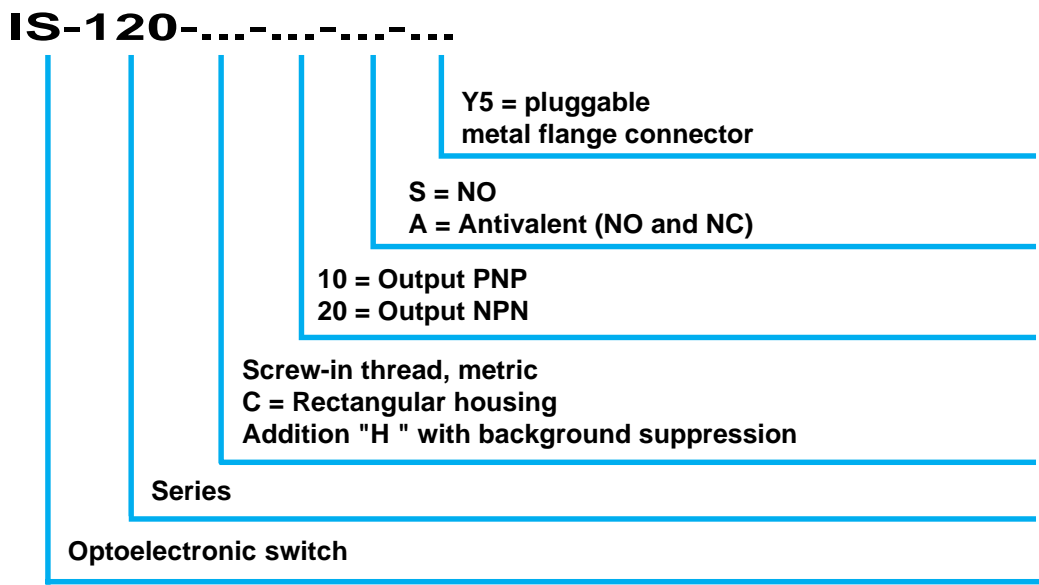 IS-120-...-...-...-...
Y5 = pluggable
metal flange connector
S = NO
A = Antivalent (NO and NC)
10 = Output PNP
20 = Output NPN
Screw-in thread, metric
C = Rectangular housing
Addition "H " with background suppression
Series
Optoelectronic switch